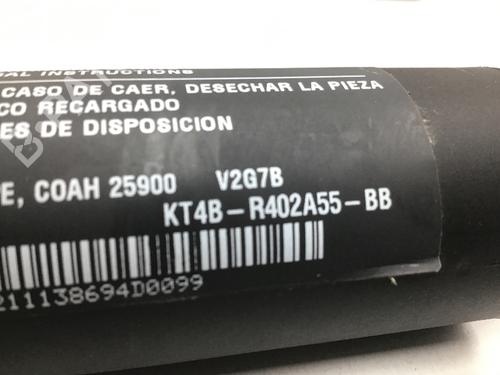 INSTRUCTIONS
CASO DE CAER, DESECHAR LA PIEZA
CO RECARGADO
ES DE DISPOSICION
E, COAH 25900 V2G7B
KT4B-R402A55-BB
211138694D0099